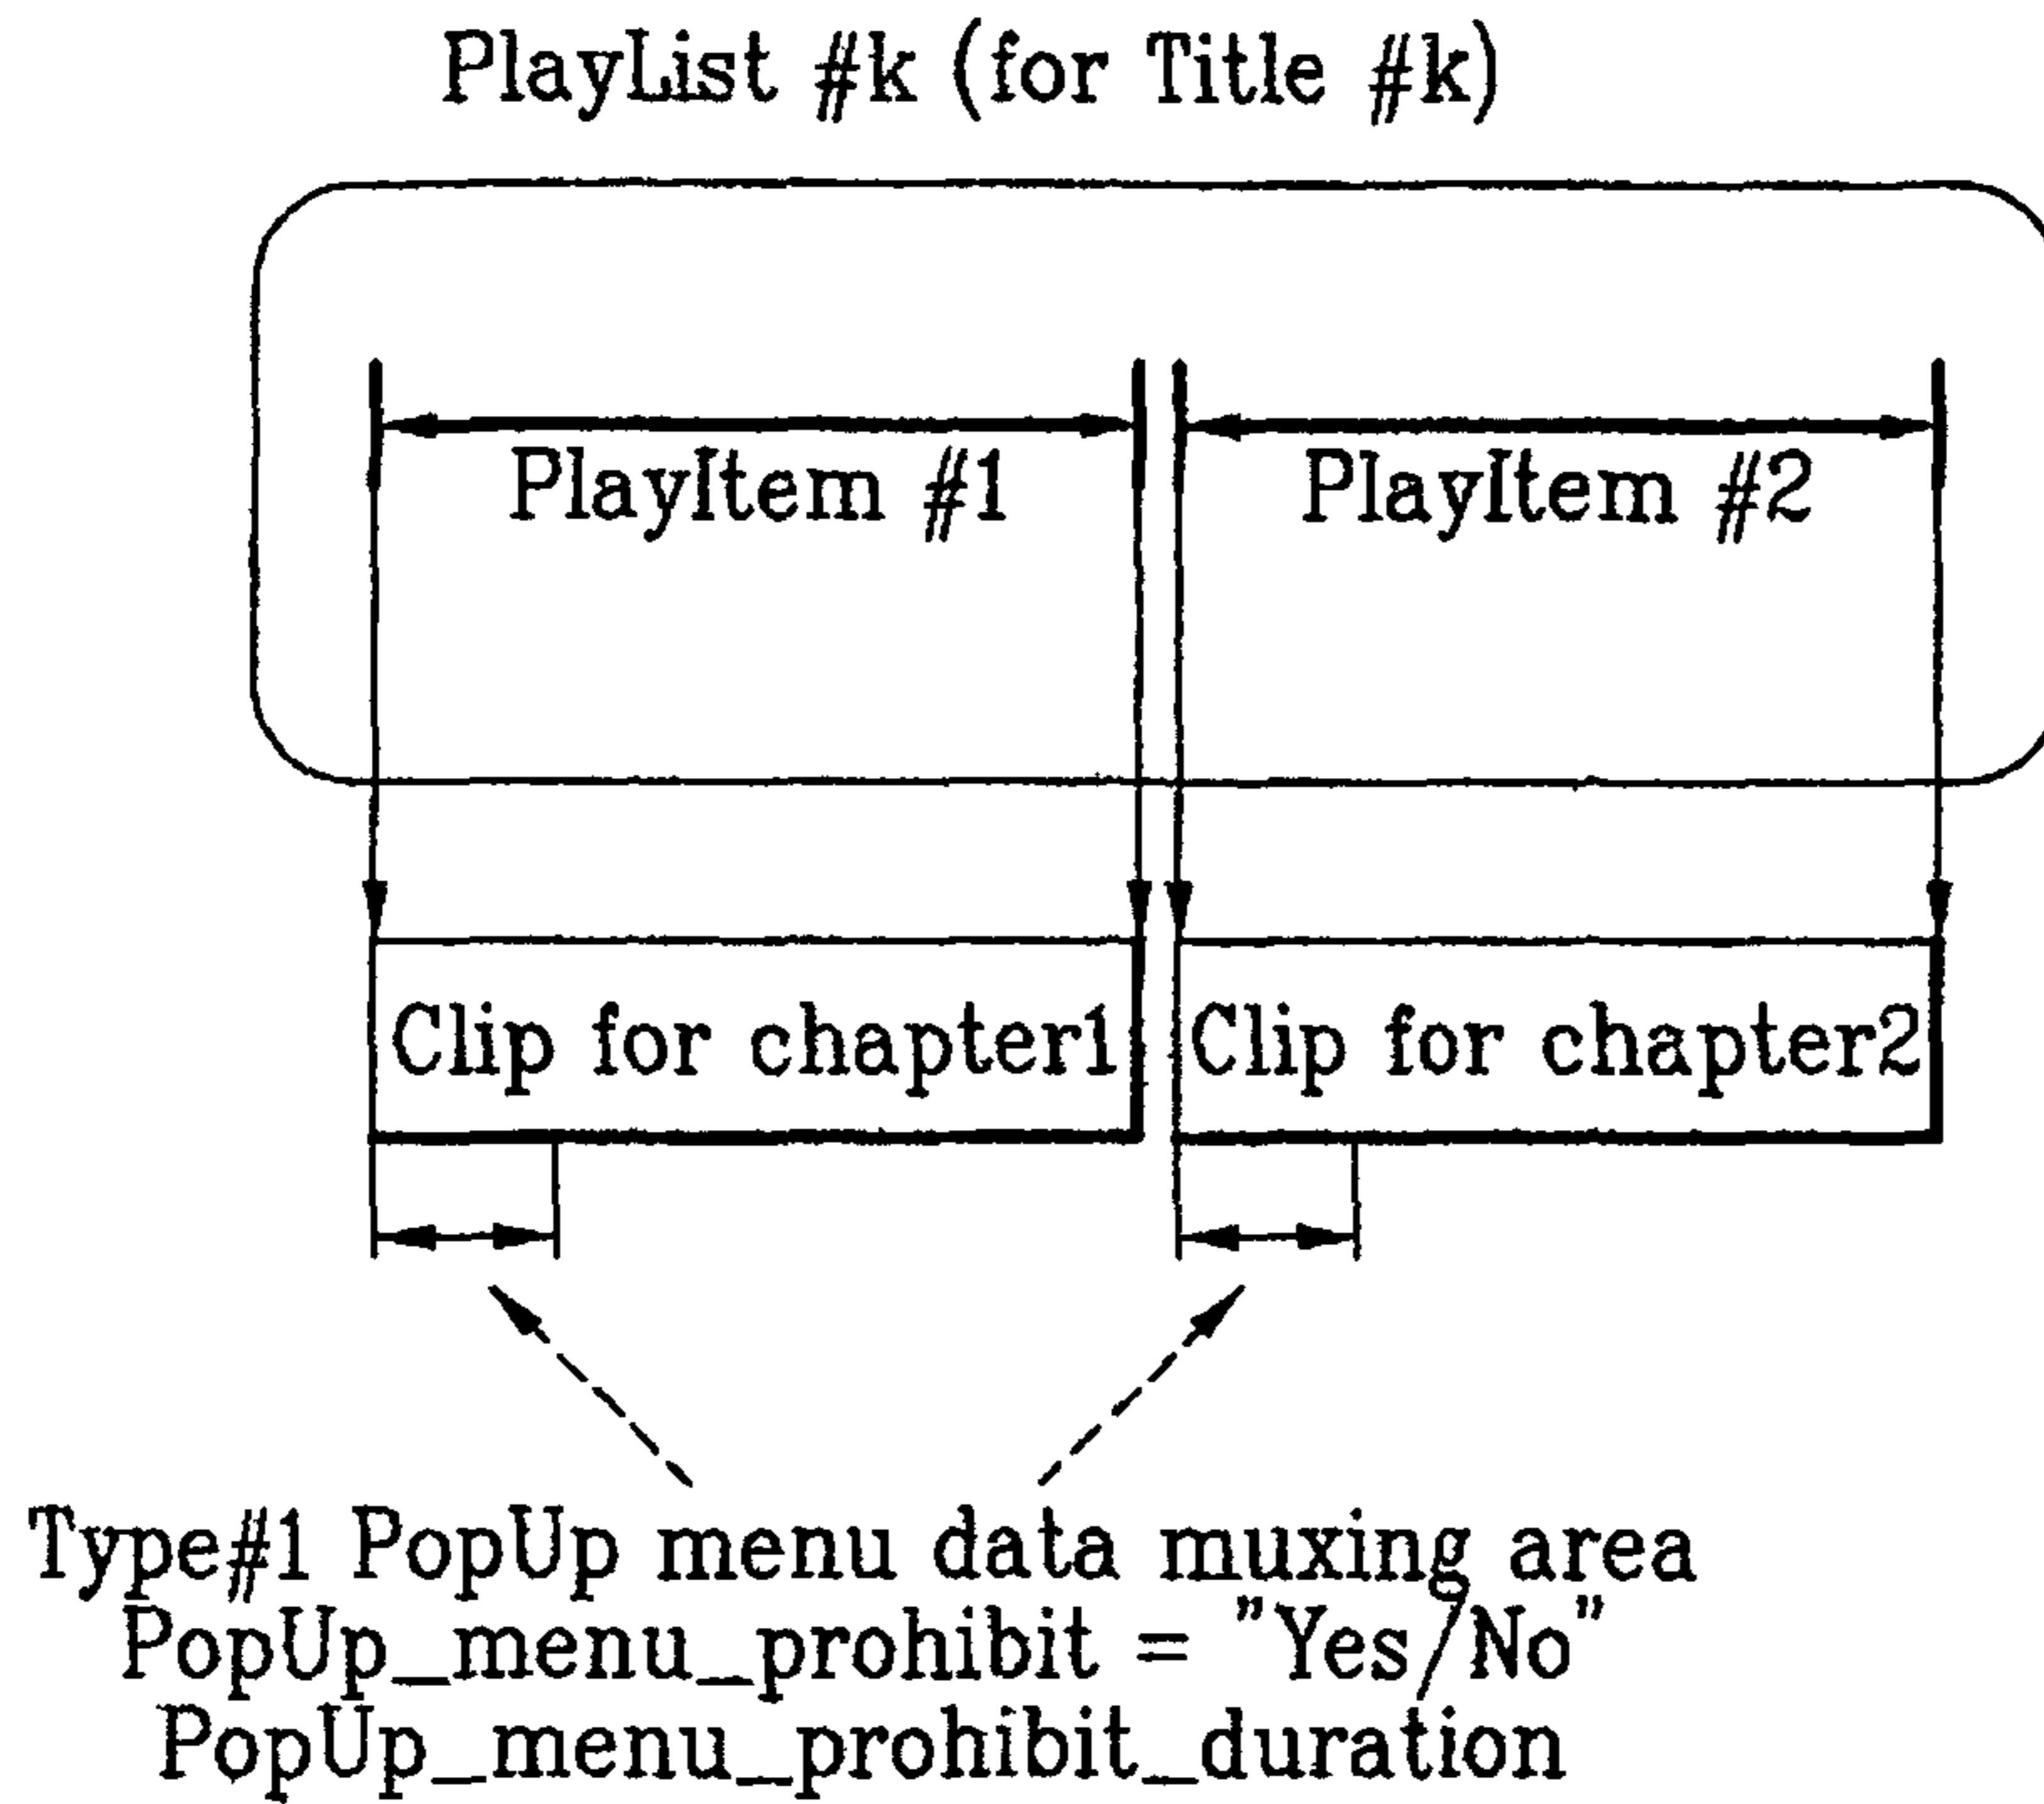 PlayList #k (for Title #k)
PlayItem #1
PlayItem #2
Clip for chapter1
Clip for chapter2
Type#1 PopUp menu data muxing area
PopUp_menu_prohibit = "Yes/No"
PopUp_menu_prohibit_duration